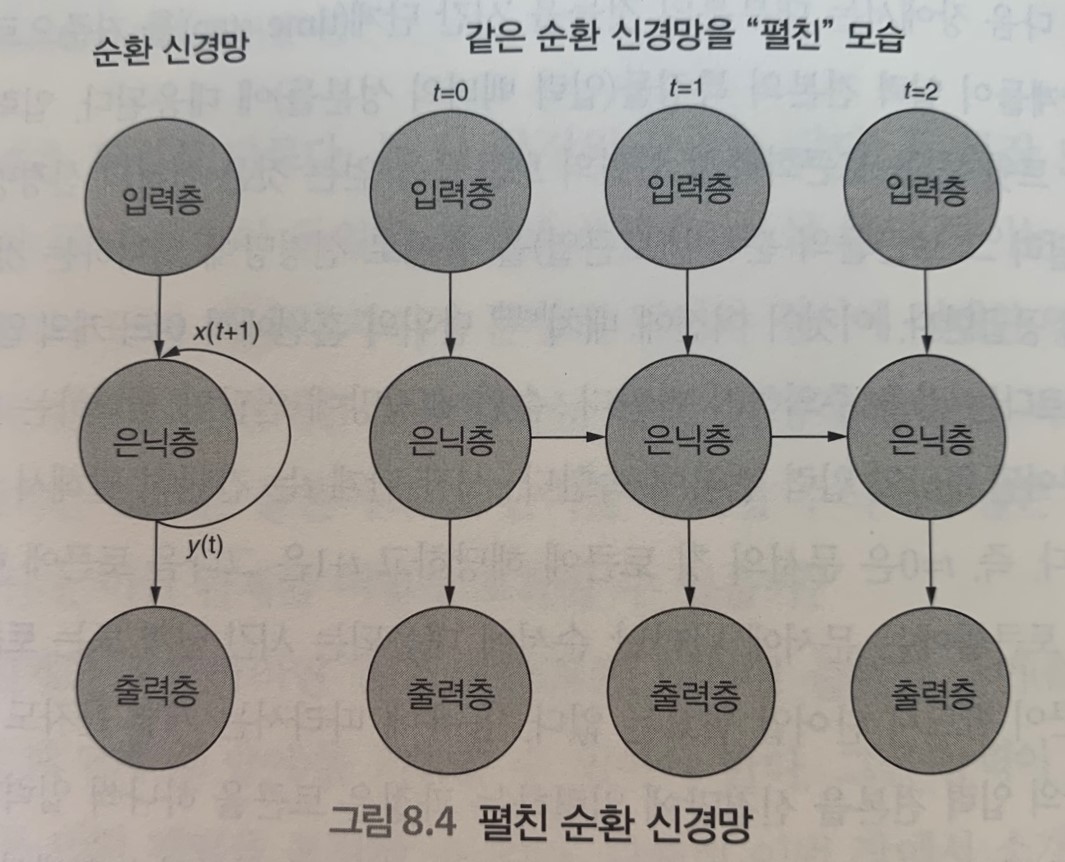 순환 신경망
같은 순환 신경망을 “펼친” 모습
t=0
t=1
t=2
입력층
입력층
입력층
입력층
x(t+1)
은닉층
은닉층
은닉층
은닉층
y(t)
출력층
출력층
출력층
출력층
그림 8.4 펼친 순환 신경망